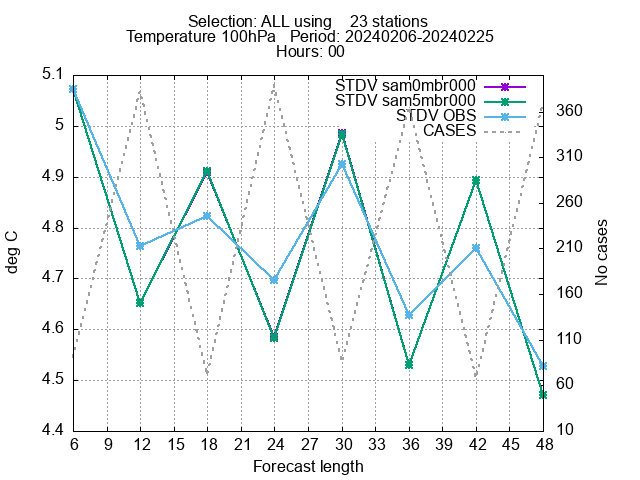 Selection: ALL using 23 stations
Temperature 100hPa Period: 20240206-20240225
Hours: 00
STDV sam0mbr000
STDV sam5mbr000
STDV OBS
CASES
5.1
5
4.9
4.8
4.7
4.6
4.5
4.4
deg C
360
310
260
210
160
110
60
10
No cases
6 9 12 15 18 21 24 27 30 33 36 39 42 45 48
Forecast length